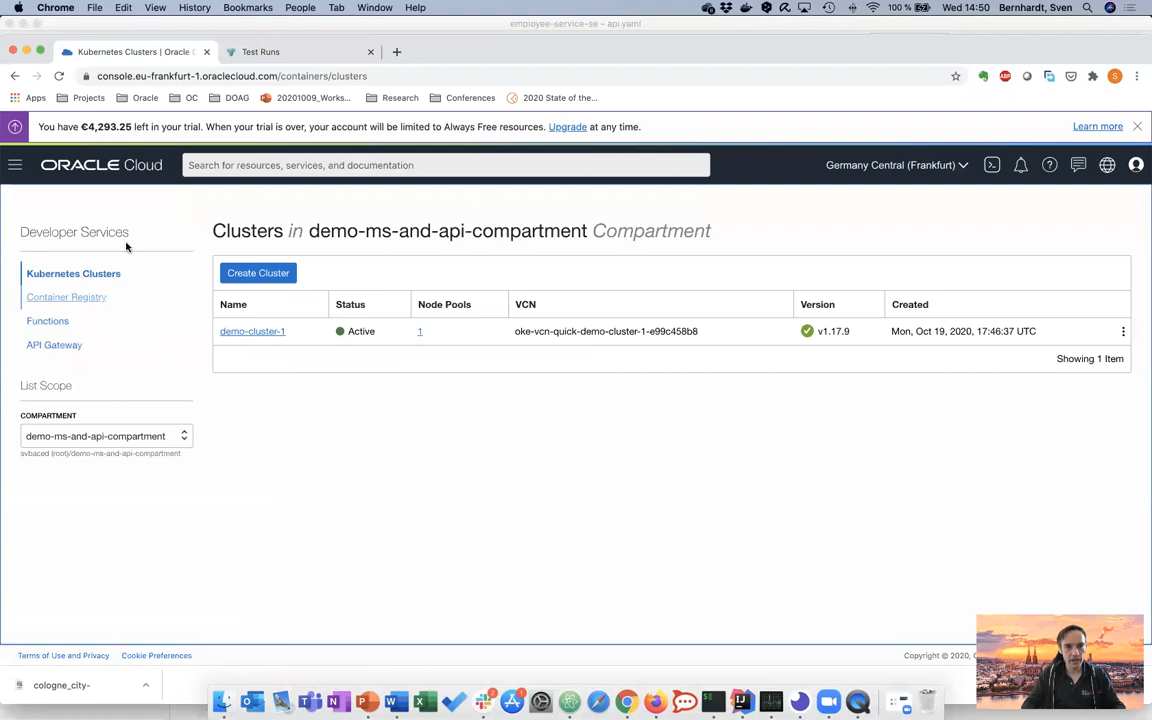 Chrome File Edit View History Bookmarks People Tab Window Help 100 % Wed 14:50 Bernhardt, Sven
employee-service-se – api.yaml
Kubernetes Clusters | Oracle C Test Runs
console.eu-frankfurt-1.oraclecloud.com/containers/clusters
Apps Projects Oracle OC DOAG 20201009_Works... Research Conferences 2020 State of the...
You have €4,293.25 left in your trial. When your trial is over, your account will be limited to Always Free resources. Upgrade at any time. Learn more
ORACLE Cloud Search for resources, services, and documentation Germany Central (Frankfurt)
Developer Services
Clusters in demo-ms-and-api-compartment Compartment
Kubernetes Clusters
Container Registry
Functions
API Gateway
Create Cluster
Name Status Node Pools VCN Version Created
demo-cluster-1 Active 1 oke-vcn-quick-demo-cluster-1-e99c458b8 v1.17.9 Mon, Oct 19, 2020, 17:46:37 UTC
Showing 1 Item
List Scope
COMPARTMENT
demo-ms-and-api-compartment
svbaced (root)/demo-ms-and-api-compartment
Terms of Use and Privacy Cookie Preferences Copyright © 2020,
cologne_city-